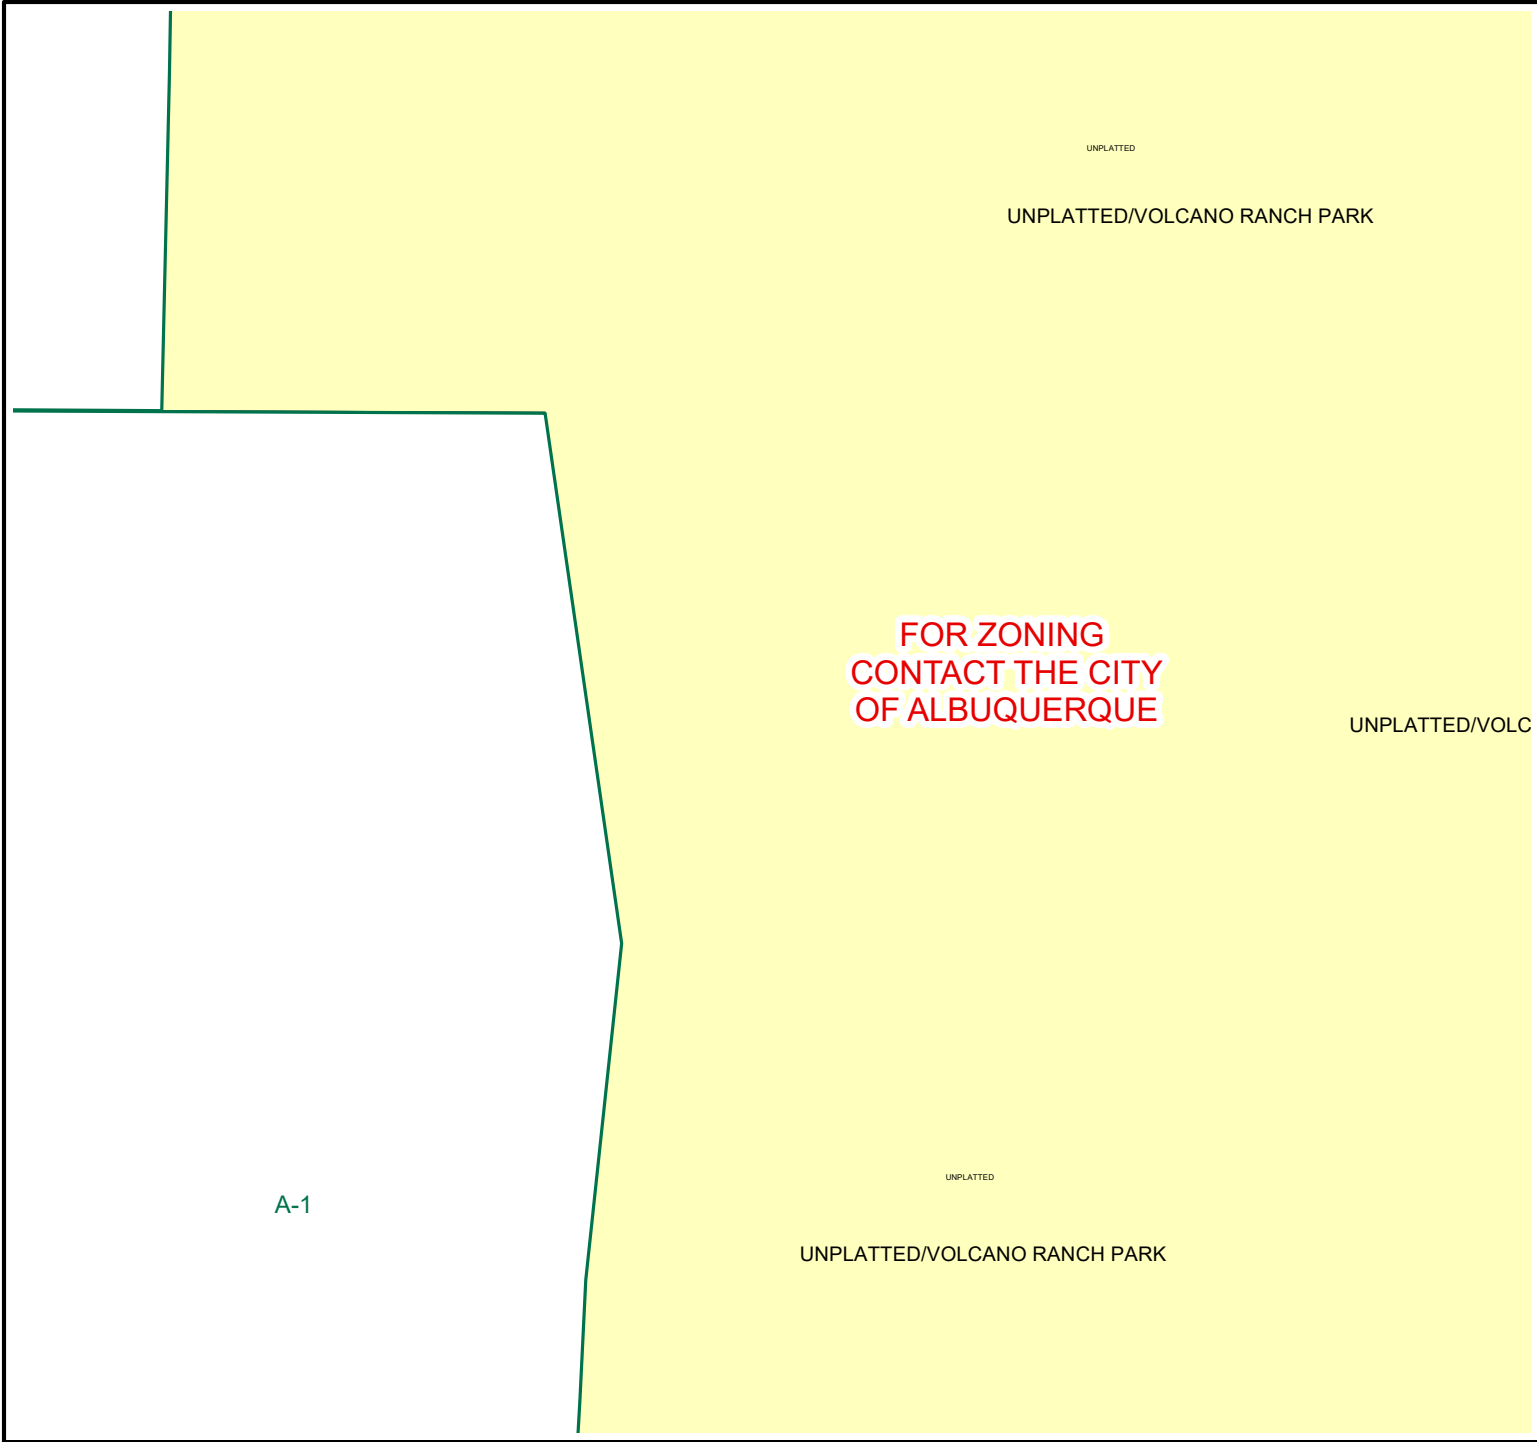 UNPLATTED
UNPLATTED/VOLCANO RANCH PARK
FOR ZONING
CONTACT THE CITY
OF ALBUQUERQUE
UNPLATTED/VOLC
UNPLATTED
A-1
UNPLATTED/VOLCANO RANCH PARK